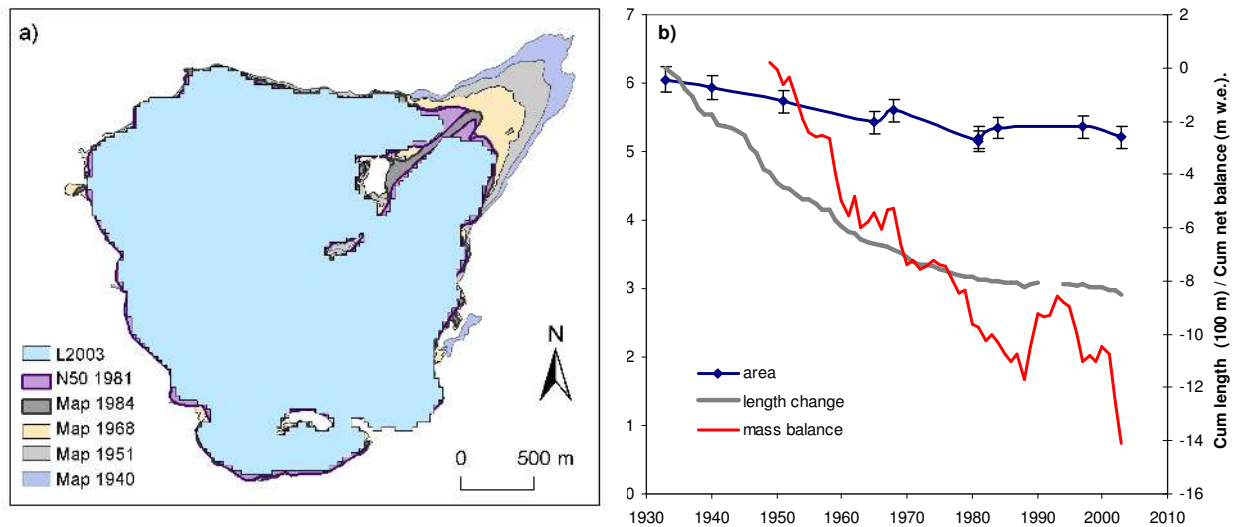 a)
N
L2003
N50 1981
Map 1984
Map 1968
Map 1951
Map 1940
0 500 m
b)
7
6
5
4
3
2
1
0
1930 1940 1950 1960 1970 1980 1990 2000 2010
2
0
-2
-4
-6
-8
-10
-12
-14
-16
area
length change
mass balance
Cum length (100 m) / Cum net balance (m w.e.)